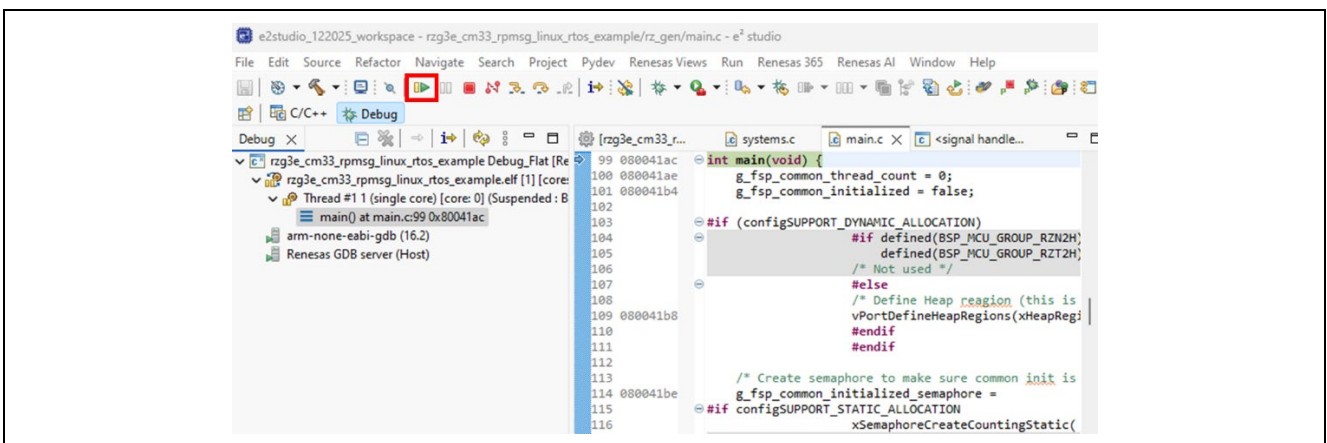 e2studio_122025_workspace - rzg3e_cm33_rpmsg_linux_rtos_example/rz_gen/main.c - e² studio
File Edit Source Refactor Navigate Search Project Pydev Renesas Views Run Renesas 365 Renesas AI Window Help
C/C++ Debug
Debug
[rzg3e_cm33_r... systems.c main.c <signal handle...
rzg3e_cm33_rpmsg_linux_rtos_example Debug_Flat [Re
rzg3e_cm33_rpmsg_linux_rtos_example.elf [1] [core:
Thread #1 1 (single core) [core: 0] (Suspended : B
main() at main.c:99 0x80041ac
arm-none-eabi-gdb (16.2)
Renesas GDB server (Host)
99 080041ac int main(void) {
100 080041ae g_fsp_common_thread_count = 0;
101 080041b4 g_fsp_common_initialized = false;
102
103 #if (configSUPPORT_DYNAMIC_ALLOCATION)
104 #if defined(BSP_MCU_GROUP_RZN2H)
105 defined(BSP_MCU_GROUP_RZT2H)
106 /* Not used */
107 #else
108 /* Define Heap reagion (this is
109 080041b8 vPortDefineHeapRegions(xHeapRegi
110 #endif
111 #endif
112
113 /* Create semaphore to make sure common init is
114 080041be g_fsp_common_initialized_semaphore =
115 #if configSUPPORT_STATIC_ALLOCATION
116 xSemaphoreCreateCountingStatic(